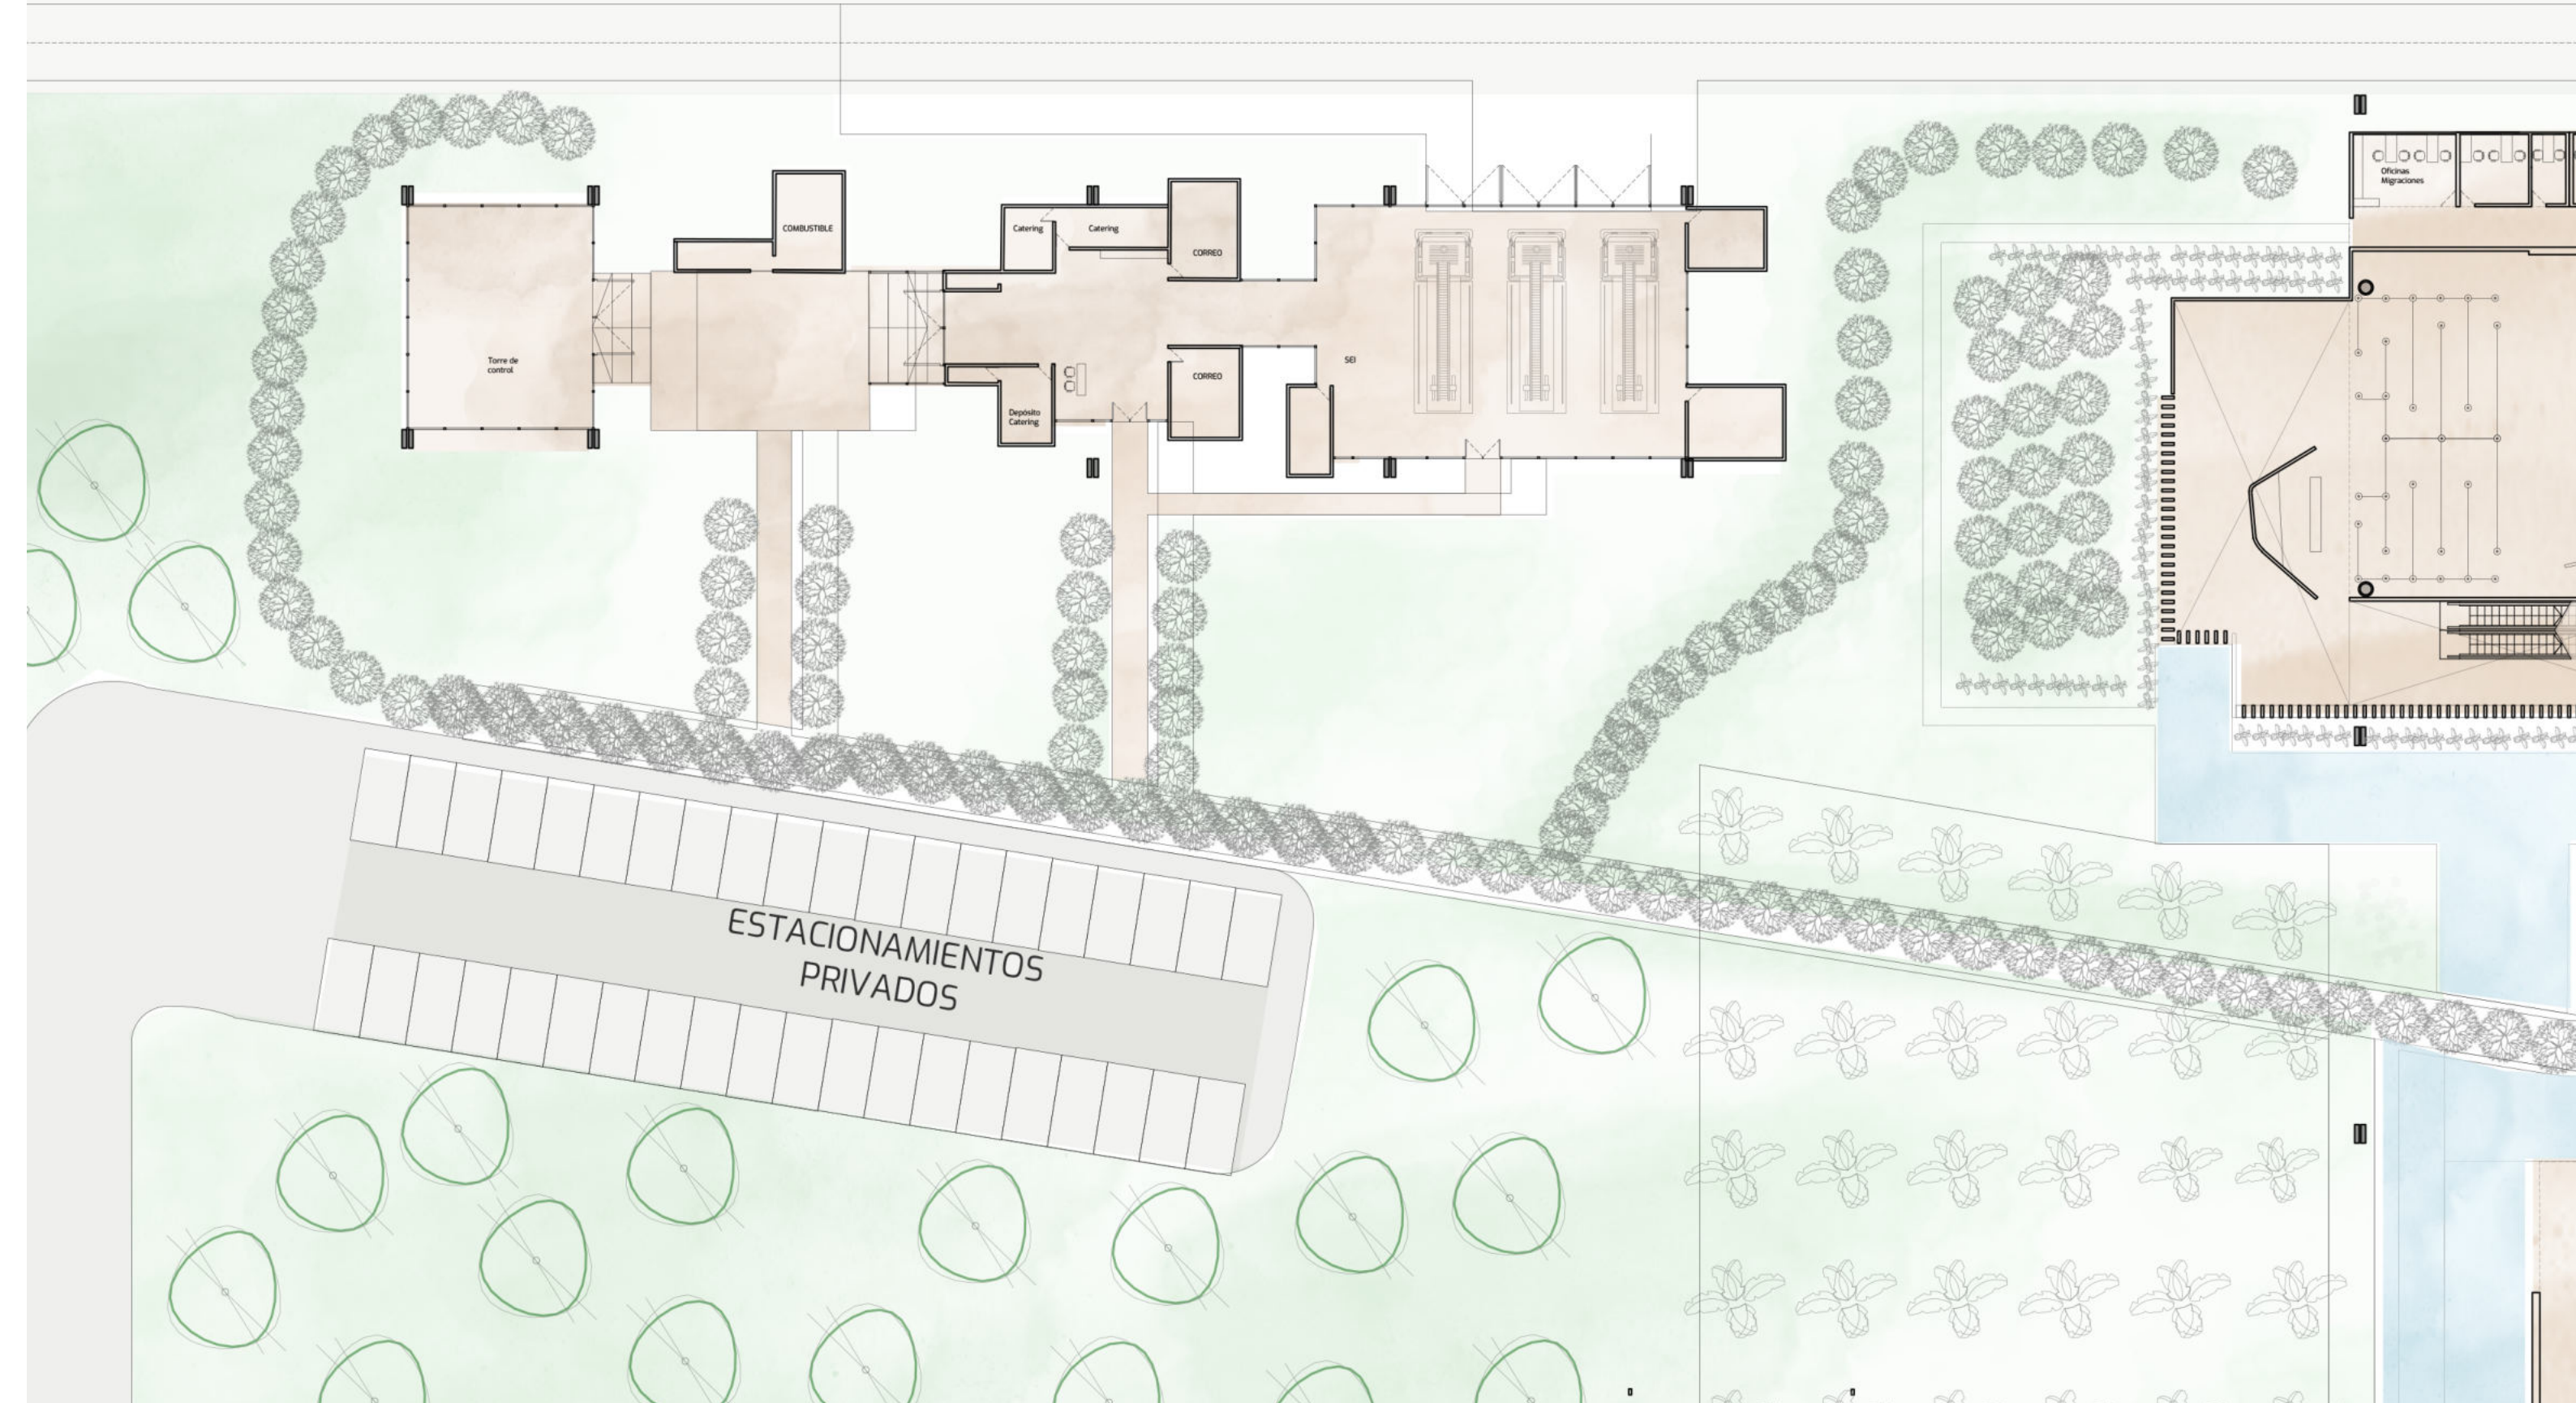 Oficinas
Migraciones
COMBUSTIBLE
Catering
Catering
CORREO
Torre de
control
SEI
CORREO
Depósito
Catering
ESTACIONAMIENTOS
PRIVADOS